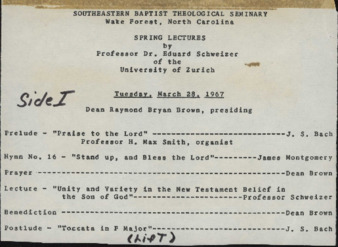 SOUTHEASTERN BAPTIST THEOLOGICAL SEMINARY
Wake Forest, North Carolina
SPRING LECTURES
by
Professor Dr. Eduard Schweizer
of the
University of Zurich
Side I
Tuesday, March 28, 1967
Dean Raymond Bryan Brown, presiding
Prelude - "Praise to the Lord" ---------------------------J. S. Bach
Professor H. Max Smith, organist
Hymn No. 16 - "Stand up, and Bless the Lord"---------James Montgomery
Prayer --------------------------------------------------Dean Brown
Lecture - "Unity and Variety in the New Testament Belief in
the Son of God"-----------------------Professor Schweizer
Benediction ---------------------------------------------Dean Brown
Postlude - "Toccata in F Major"---------------------------J. S. Bach